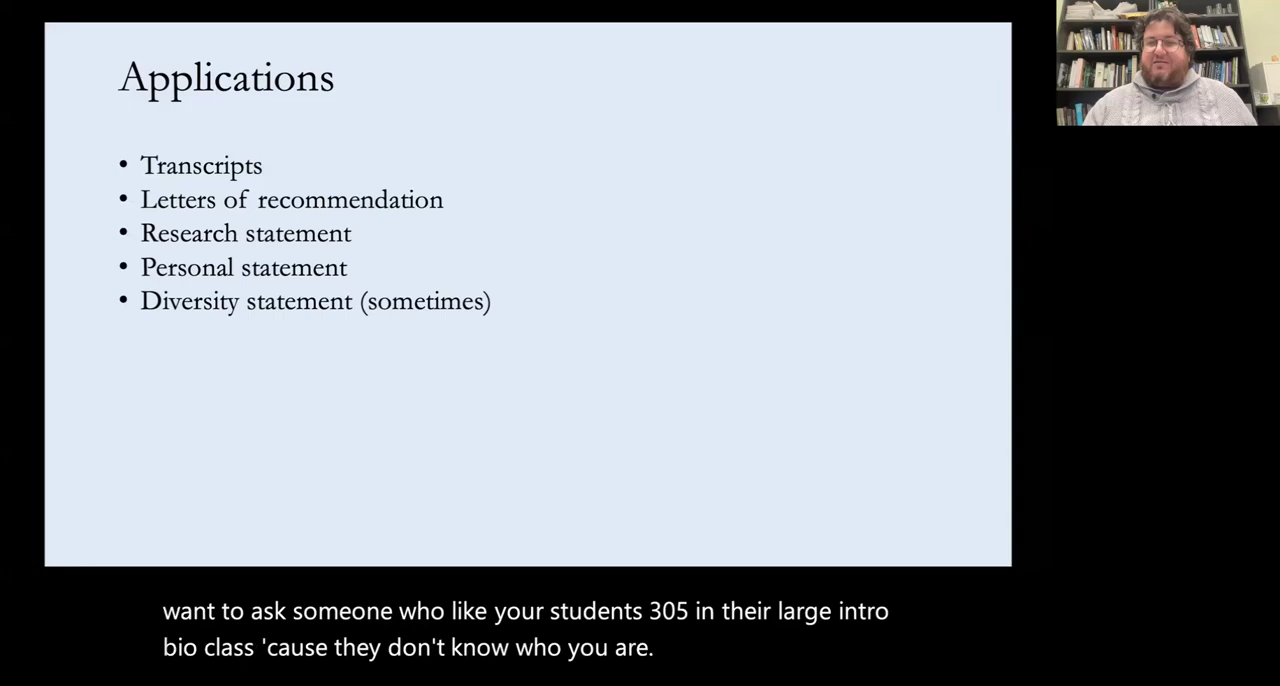 Applications
• Transcripts
• Letters of recommendation
• Research statement
• Personal statement
• Diversity statement (sometimes)
want to ask someone who like your students 305 in their large intro
bio class 'cause they don't know who you are.